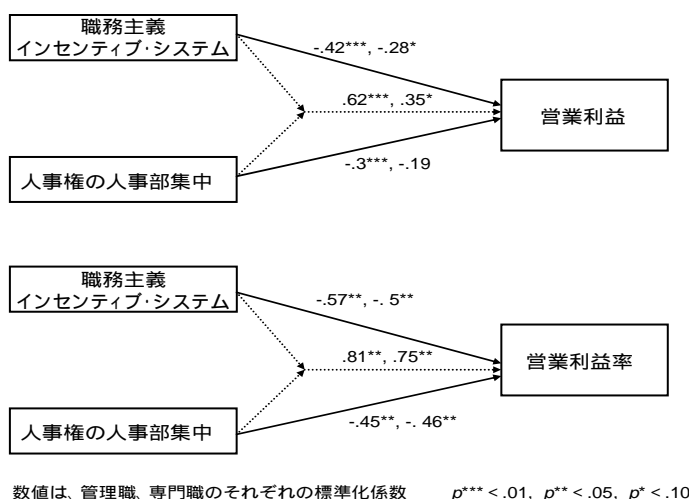 職務主義
インセンティブ･システム
-.42***, -.28*
.62***, .35*
営業利益
人事権の人事部集中
-.3***, -.19
職務主義
インセンティブ･システム
-.57**, -. 5**
.81**, .75**
営業利益率
人事権の人事部集中
-.45**, -. 46**
数値は、管理職、専門職のそれぞれの標準化係数 p*** < .01, p** < .05, p* < .10